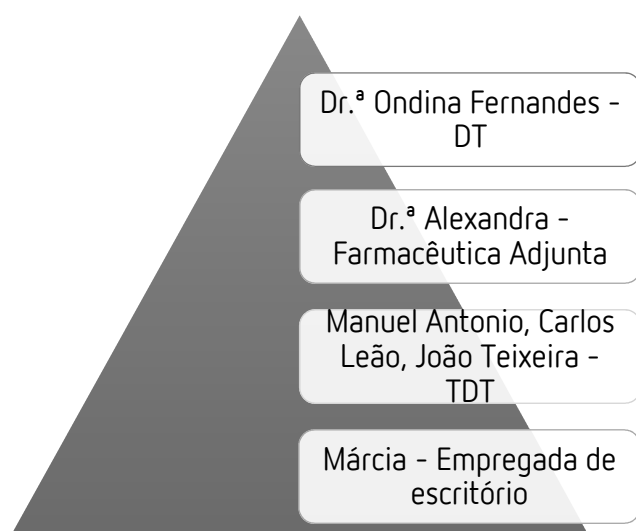 Dr.ª Ondina Fernandes -
DT
Dr.ª Alexandra -
Farmacêutica Adjunta
Manuel Antonio, Carlos
Leão, João Teixeira -
TDT
Márcia - Empregada de
escritório